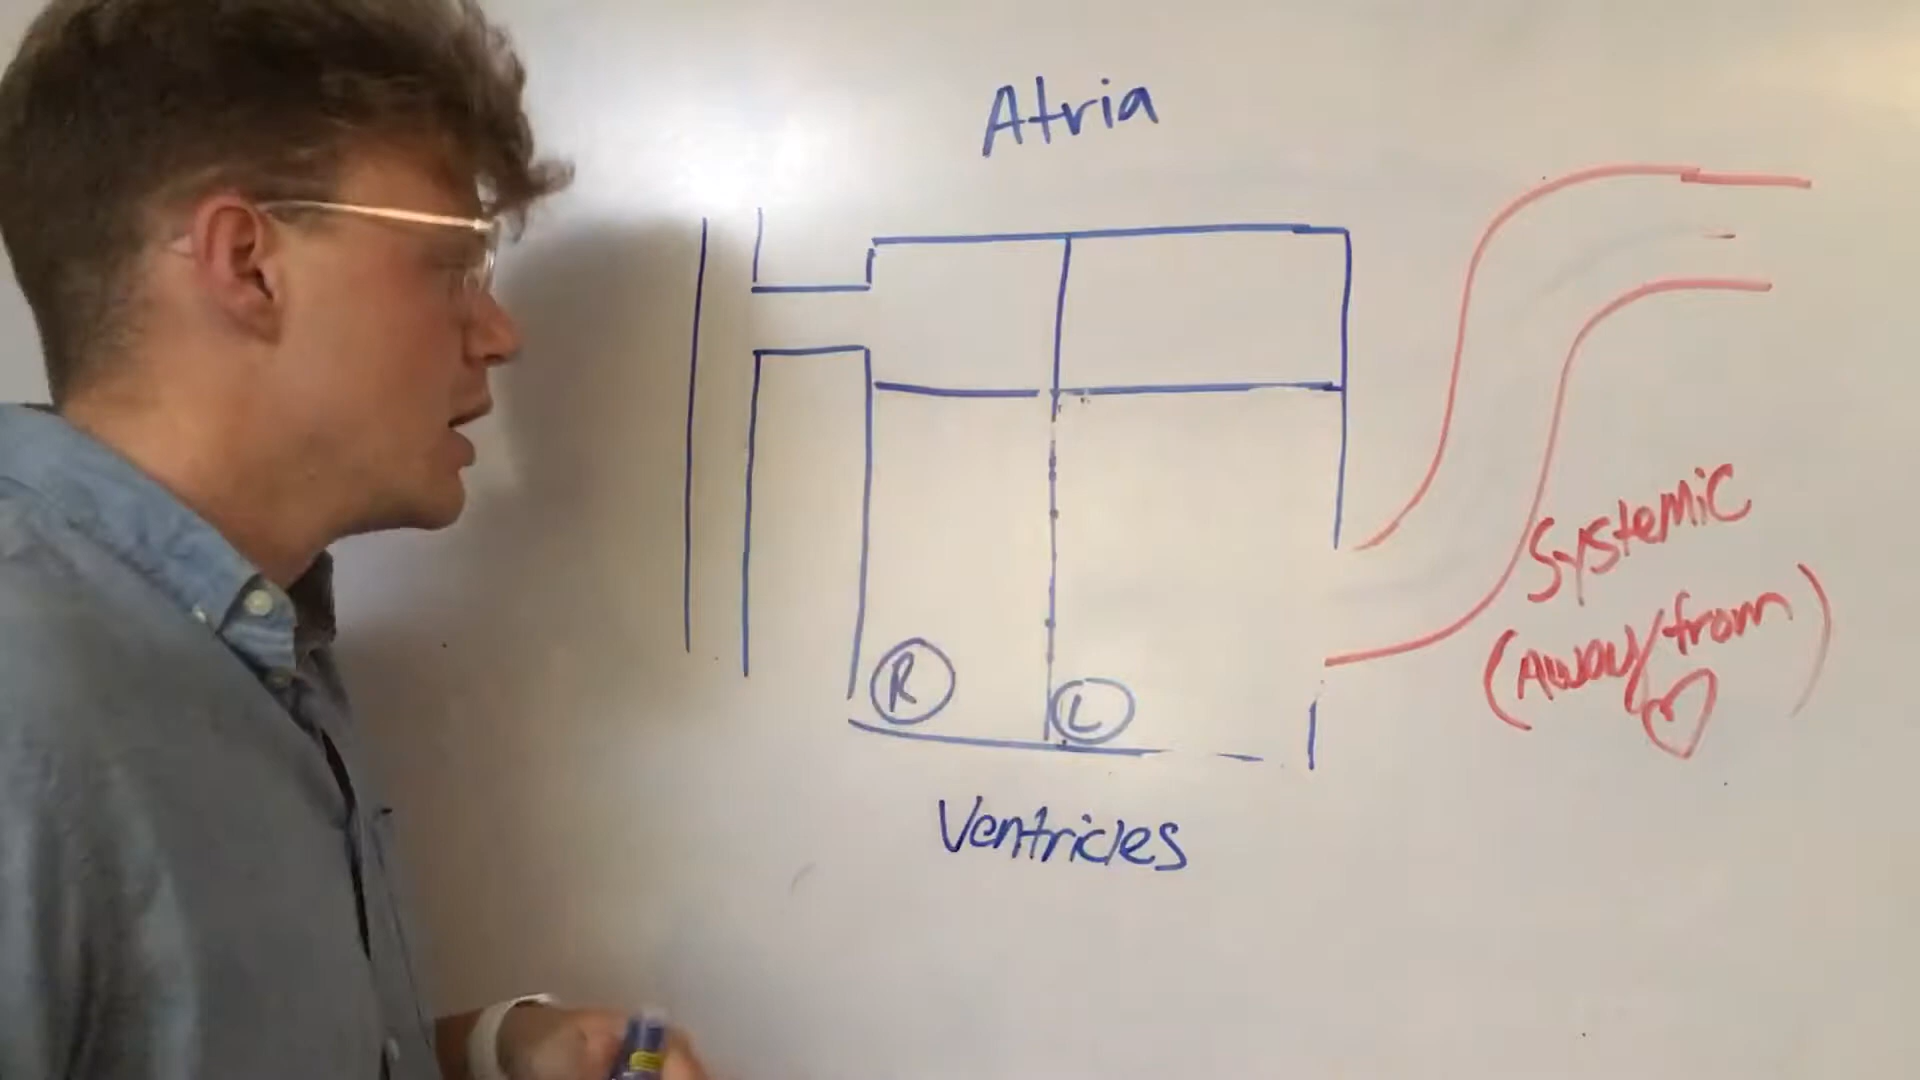 Atria
Systemic
(Away/from
♡)
R
L
Ventricles